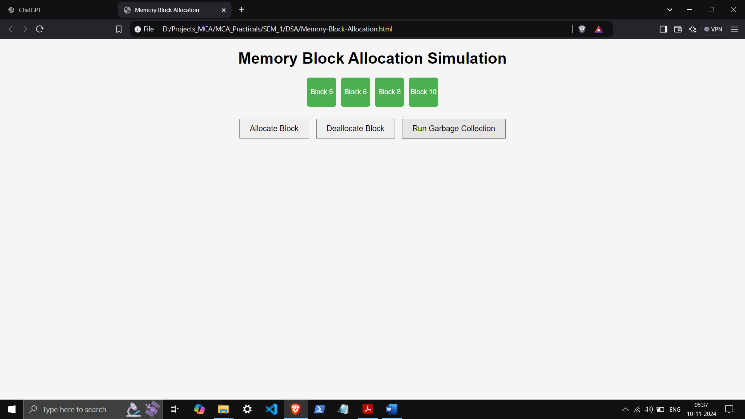 ChatGPT
Memory Block Allocation
File D:/Projects_MCA/MCA_Practicals/SEM_1/DSA/Memory-Block-Allocation.html
VPN
Memory Block Allocation Simulation
Block 5 Block 6 Block 8 Block 10
Allocate Block Deallocate Block Run Garbage Collection
Type here to search
ENG
05:37
10-11-2024